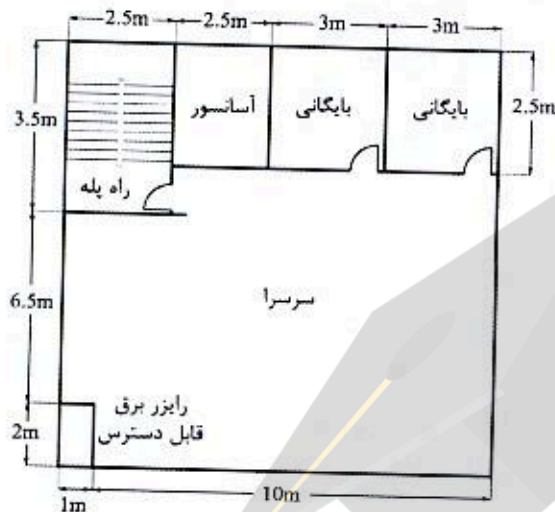 2.5m
2.5m
3m
3m
3.5m
آسانسور
بایگانی
بایگانی
2.5m
راه پله
6.5m
سرسرا
رایزر برق
قابل دسترس
2m
1m
10m